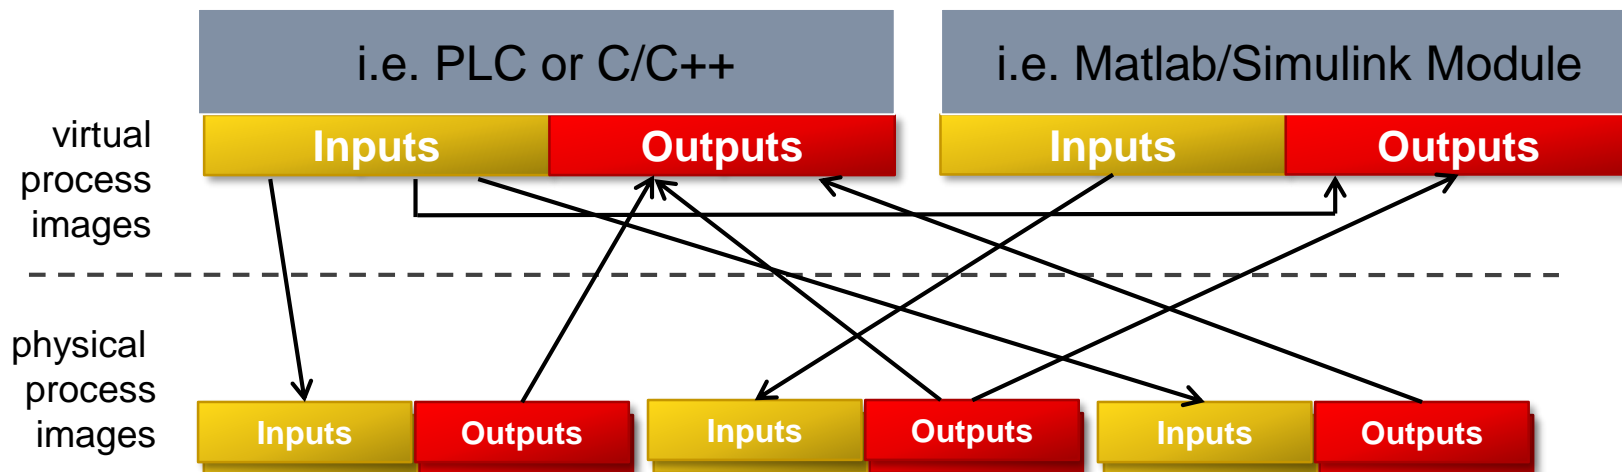 i.e. PLC or C/C++
i.e. Matlab/Simulink Module
virtual
process
images
Inputs
Outputs
Inputs
Outputs
physical
process
images
Inputs
Outputs
Inputs
Outputs
Inputs
Outputs